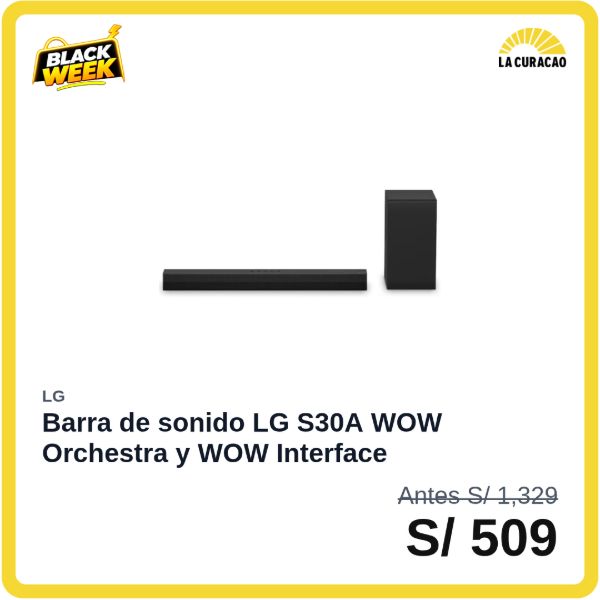 BLACK
WEEK
LA CURACAO
LG
Barra de sonido LG S30A WOW
Orchestra y WOW Interface
Antes S/ 1,329
S/ 509